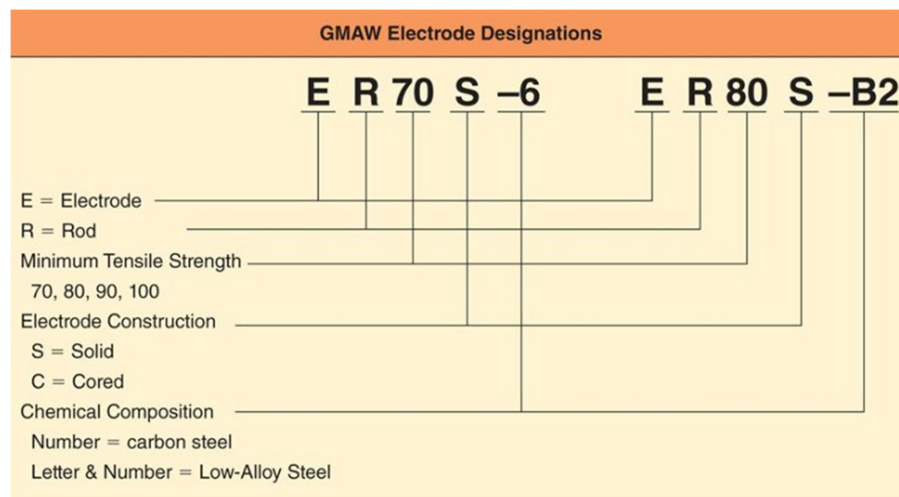 GMAW Electrode Designations
E R 70 S –6 E R 80 S –B2
E = Electrode
R = Rod
Minimum Tensile Strength
70, 80, 90, 100
Electrode Construction
S = Solid
C = Cored
Chemical Composition
Number = carbon steel
Letter & Number = Low-Alloy Steel